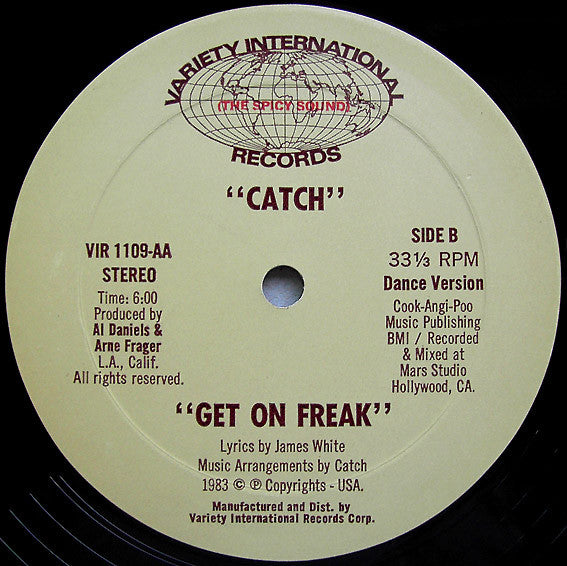 VARIETY INTERNATIONAL
(THE SPICY SOUND)
RECORDS
"CATCH"
VIR 1109-AA
STEREO
Time: 6:00
Produced by
Al Daniels &
Arne Frager
L.A., Calif.
All rights reserved.
SIDE B
33⅓ RPM
Dance Version
Cook-Angi-Poo
Music Publishing
BMI / Recorded
& Mixed at
Mars Studio
Hollywood, CA.
"GET ON FREAK"
Lyrics by James White
Music Arrangements by Catch
1983 © ℗ Copyrights - USA.
Manufactured and Dist. by
Variety International Records Corp.